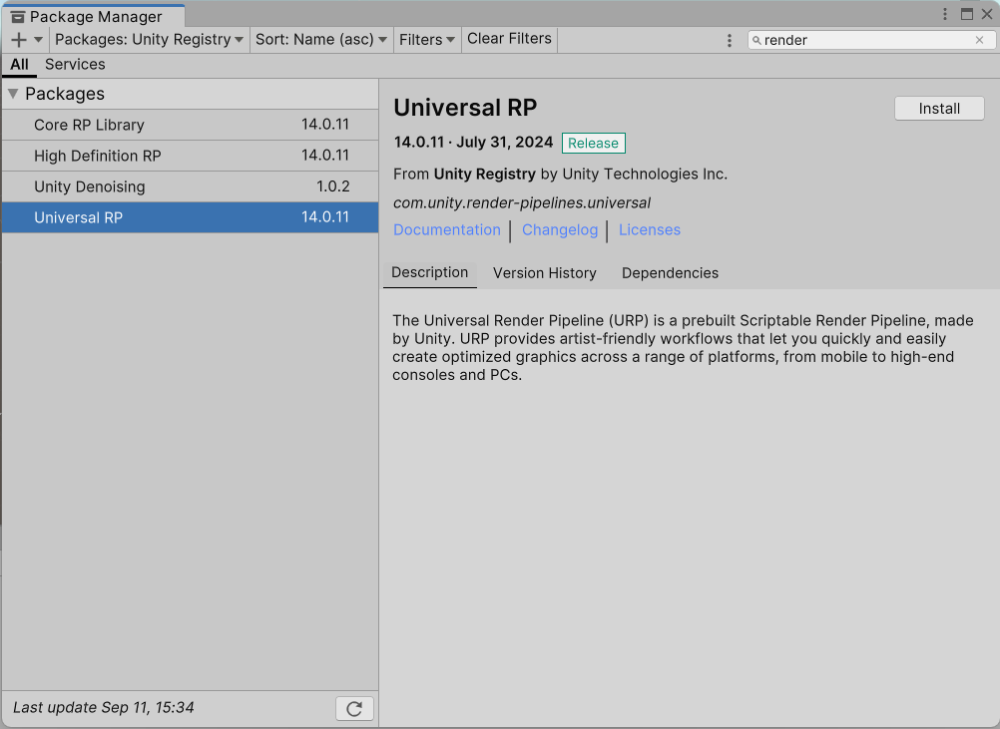 Package Manager
Packages: Unity Registry Sort: Name (asc) Filters Clear Filters render
All Services
Packages
Core RP Library 14.0.11
High Definition RP 14.0.11
Unity Denoising 1.0.2
Universal RP 14.0.11
Last update Sep 11, 15:34
Universal RP Install
14.0.11 · July 31, 2024 Release
From Unity Registry by Unity Technologies Inc.
com.unity.render-pipelines.universal
Documentation Changelog Licenses
Description Version History Dependencies
The Universal Render Pipeline (URP) is a prebuilt Scriptable Render Pipeline, made
by Unity. URP provides artist-friendly workflows that let you quickly and easily
create optimized graphics across a range of platforms, from mobile to high-end
consoles and PCs.